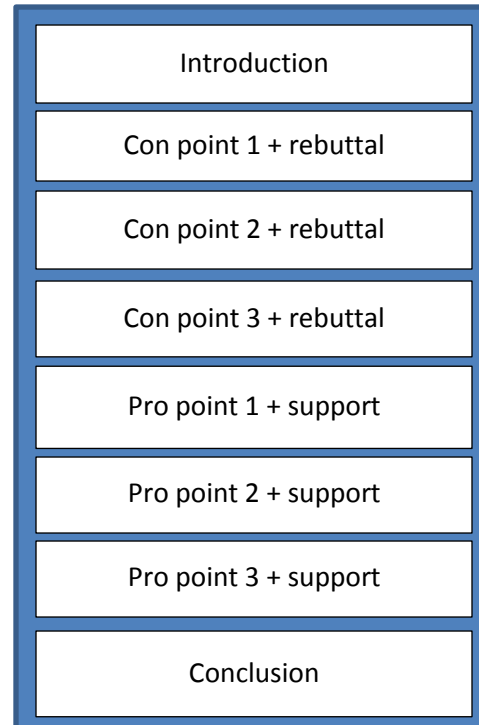 Introduction
Con point 1 + rebuttal
Con point 2 + rebuttal
Con point 3 + rebuttal
Pro point 1 + support
Pro point 2 + support
Pro point 3 + support
Conclusion